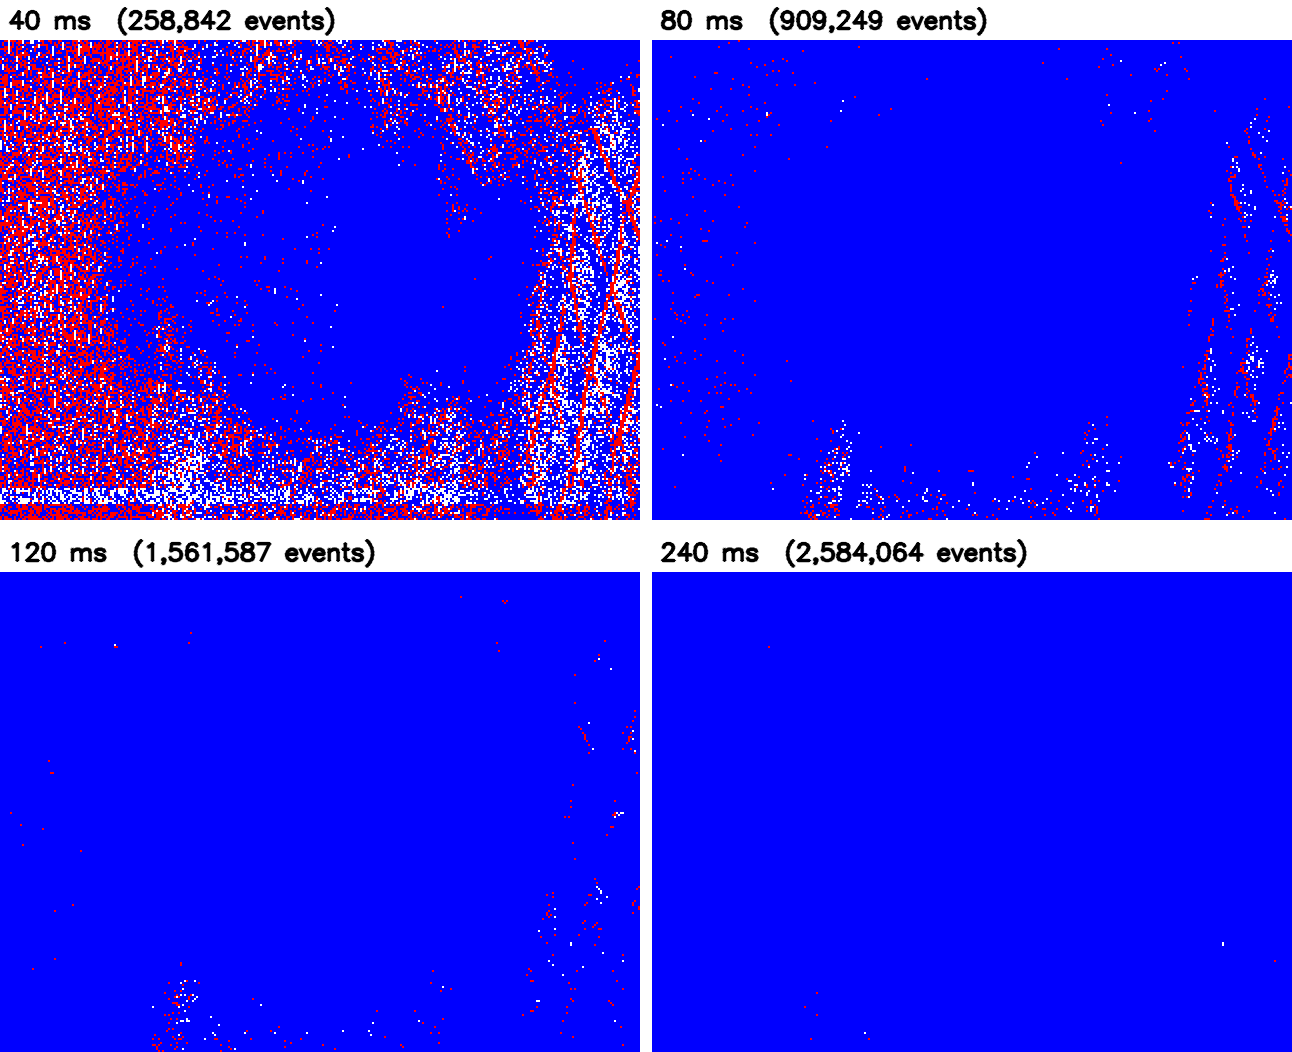 40 ms (258,842 events)
80 ms (909,249 events)
120 ms (1,561,587 events)
240 ms (2,584,064 events)